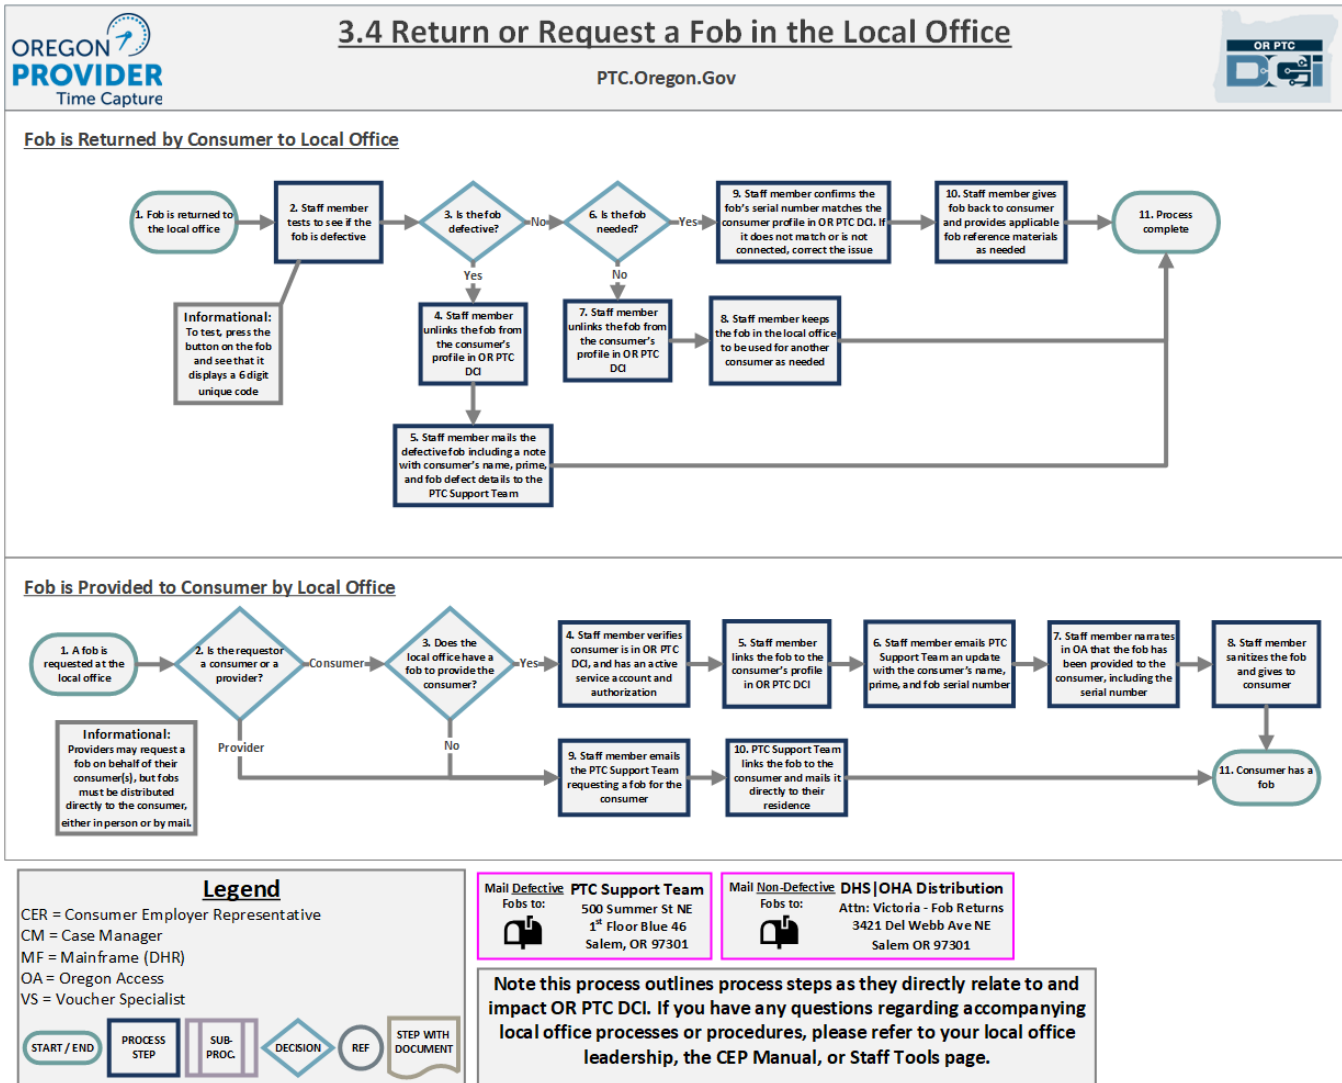 OREGON
PROVIDER
Time Capture
3.4 Return or Request a Fob in the Local Office
PTC.Oregon.Gov
OR PTC
DCi
Fob is Returned by Consumer to Local Office
1. Fob is returned to
the local office
2. Staff member
tests to see if the
fob is defective
3. Is the fob
defective?
No
6. Is the fob
needed?
Yes
9. Staff member confirms the
fob's serial number matches the
consumer profile in OR PTC DCI. If
it does not match or is not
connected, correct the issue
10. Staff member gives
fob back to consumer
and provides applicable
fob reference materials
as needed
11. Process
complete
Yes
No
Informational:
To test, press the
button on the fob
and see that it
displays a 6 digit
unique code
4. Staff member
unlinks the fob from
the consumer's
profile in OR PTC
DCI
7. Staff member
unlinks the fob from
the consumer's
profile in OR PTC
DCI
8. Staff member keeps
the fob in the local office
to be used for another
consumer as needed
5. Staff member mails the
defective fob including a note
with consumer's name, prime,
and fob defect details to the
PTC Support Team
Fob is Provided to Consumer by Local Office
1. A fob is
requested at the
local office
2. Is the requestor
a consumer or a
provider?
Consumer
3. Does the
local office have a
fob to provide the
consumer?
Yes
4. Staff member verifies
consumer is in OR PTC
DCI, and has an active
service account and
authorization
5. Staff member
links the fob to the
consumer's profile
in OR PTC DCI
6. Staff member emails PTC
Support Team an update
with the consumer's name,
prime, and fob serial number
7. Staff member narrates
in OA that the fob has
been provided to the
consumer, including the
serial number
8. Staff member
sanitizes the fob
and gives to
consumer
Informational:
Providers may request a
fob on behalf of their
consumer(s), but fobs
must be distributed
directly to the consumer,
either in person or by mail.
Provider
No
9. Staff member emails
the PTC Support Team
requesting a fob for the
consumer
10. PTC Support Team
links the fob to the
consumer and mails it
directly to their
residence
11. Consumer has a
fob
Legend
CER = Consumer Employer Representative
CM = Case Manager
MF = Mainframe (DHR)
OA = Oregon Access
VS = Voucher Specialist
START / END
PROCESS
STEP
SUB-
PROC.
DECISION
REF
STEP WITH
DOCUMENT
Mail Defective
Fobs to:
PTC Support Team
500 Summer St NE
1st Floor Blue 46
Salem, OR 97301
Mail Non-Defective
Fobs to:
DHS|OHA Distribution
Attn: Victoria - Fob Returns
3421 Del Webb Ave NE
Salem OR 97301
Note this process outlines process steps as they directly relate to and
impact OR PTC DCI. If you have any questions regarding accompanying
local office processes or procedures, please refer to your local office
leadership, the CEP Manual, or Staff Tools page.